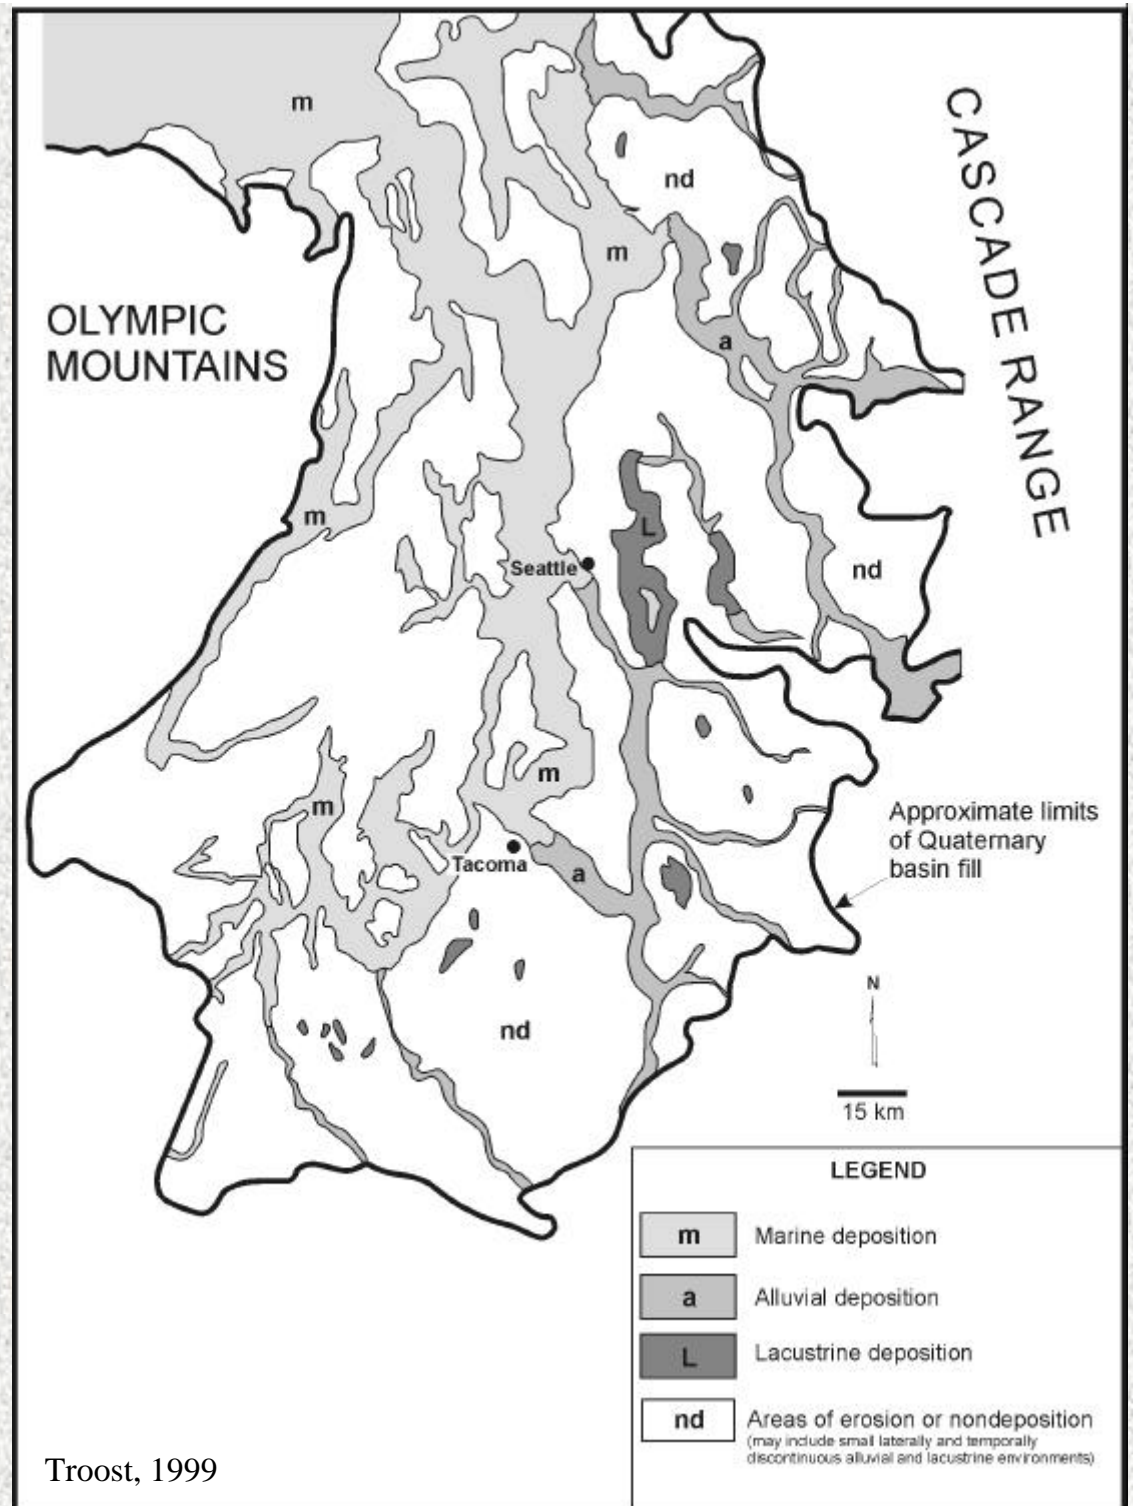 m
nd
CASCADE RANGE
m
OLYMPIC
MOUNTAINS
a
m
L
Seattle
nd
m
m
Approximate limits
of Quaternary
basin fill
Tacoma
a
N
nd
15 km
LEGEND
m Marine deposition
a Alluvial deposition
L Lacustrine deposition
nd Areas of erosion or nondeposition
(may include small laterally and temporally
discontinuous alluvial and lacustrine environments)
Troost, 1999